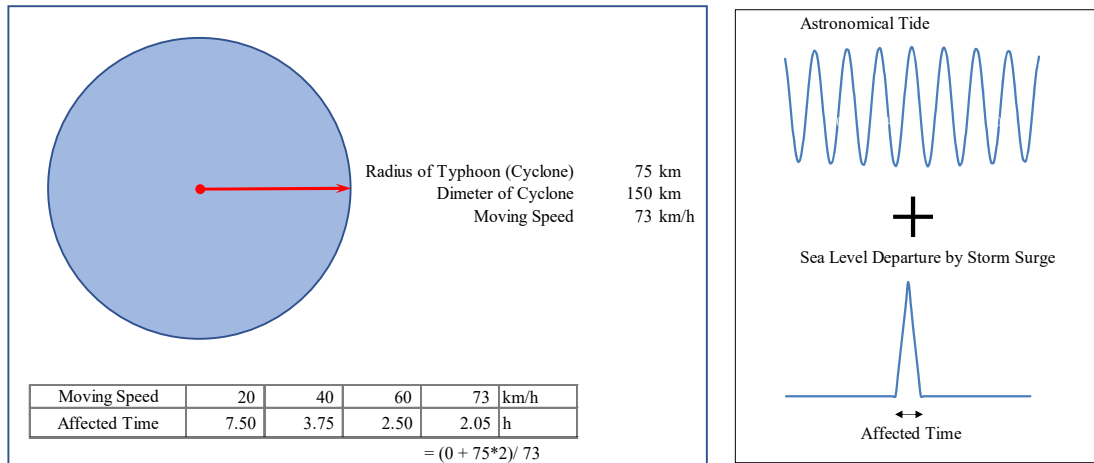 Radius of Typhoon (Cyclone) 75 km
Dimeter of Cyclone 150 km
Moving Speed 73 km/h
Moving Speed 20 40 60 73 km/h
Affected Time 7.50 3.75 2.50 2.05 h
= (0 + 75*2)/ 73
Astronomical Tide
+
Sea Level Departure by Storm Surge
Affected Time